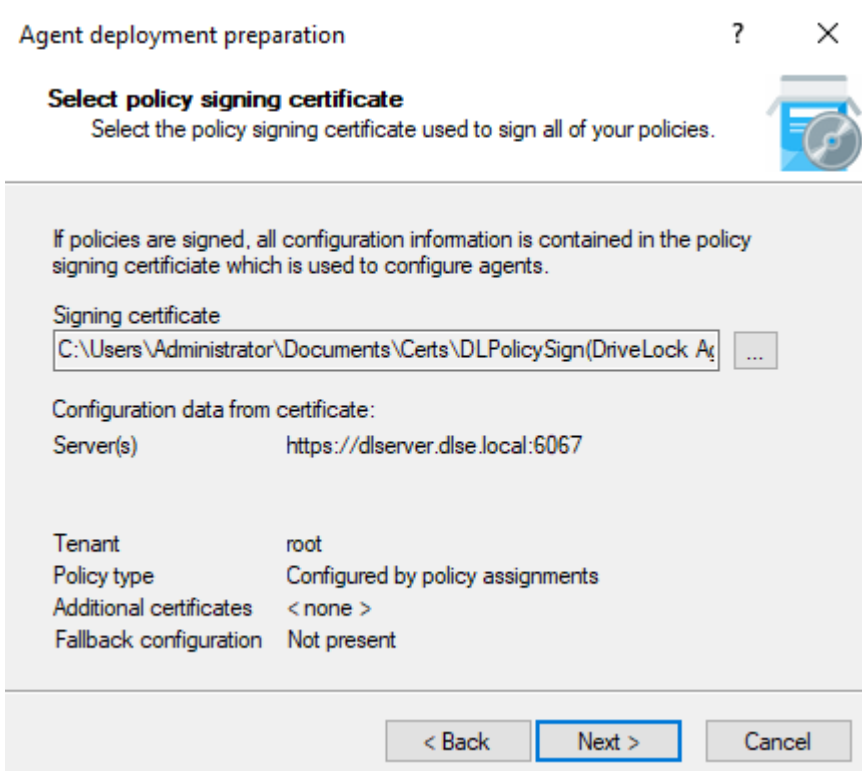 Agent deployment preparation ? ×
Select policy signing certificate
Select the policy signing certificate used to sign all of your policies.
If policies are signed, all configuration information is contained in the policy
signing certificiate which is used to configure agents.
Signing certificate
C:\Users\Administrator\Documents\Certs\DLPolicySign(DriveLock Ag ...
Configuration data from certificate:
Server(s) https://dlserver.dlse.local:6067
Tenant root
Policy type Configured by policy assignments
Additional certificates < none >
Fallback configuration Not present
< Back Next > Cancel